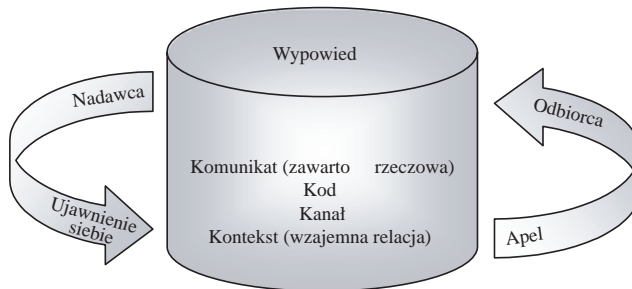 Wypowied
Nadawca
Odbiorca
Komunikat (zawarto rzeczowa)
Kod
Kanał
Kontekst (wzajemna relacja)
Ujawnienie
siebie
Apel